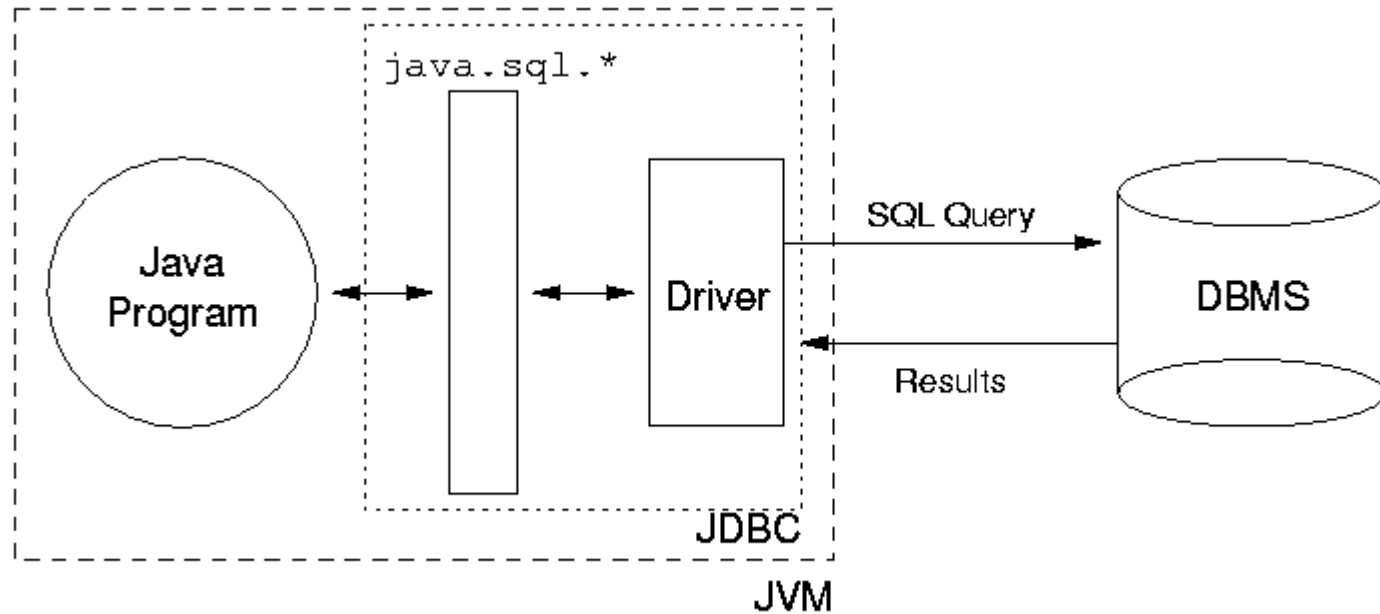 java.sql.*
Java
Program
Driver
SQL Query
Results
DBMS
JDBC
JVM